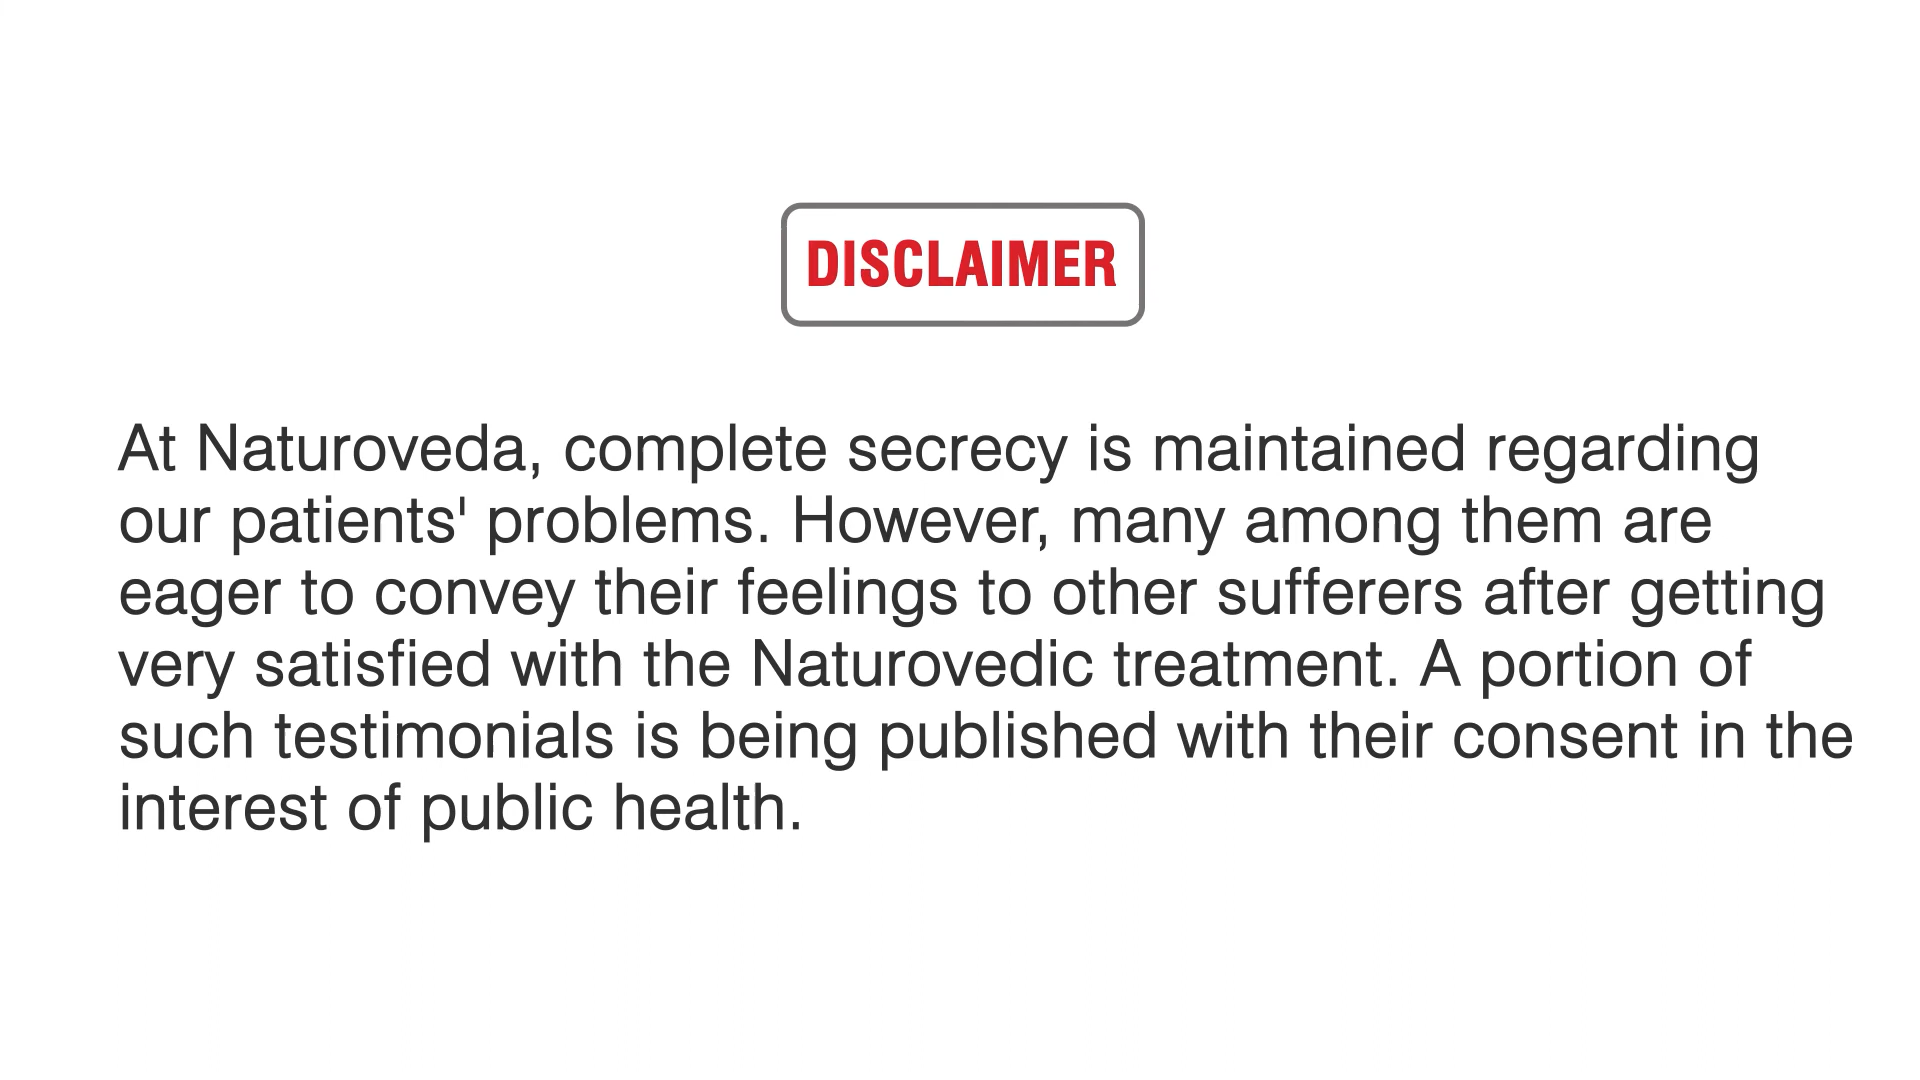 DISCLAIMER
At Naturoveda, complete secrecy is maintained regarding
our patients' problems. However, many among them are
eager to convey their feelings to other sufferers after getting
very satisfied with the Naturovedic treatment. A portion of
such testimonials is being published with their consent in the
interest of public health.